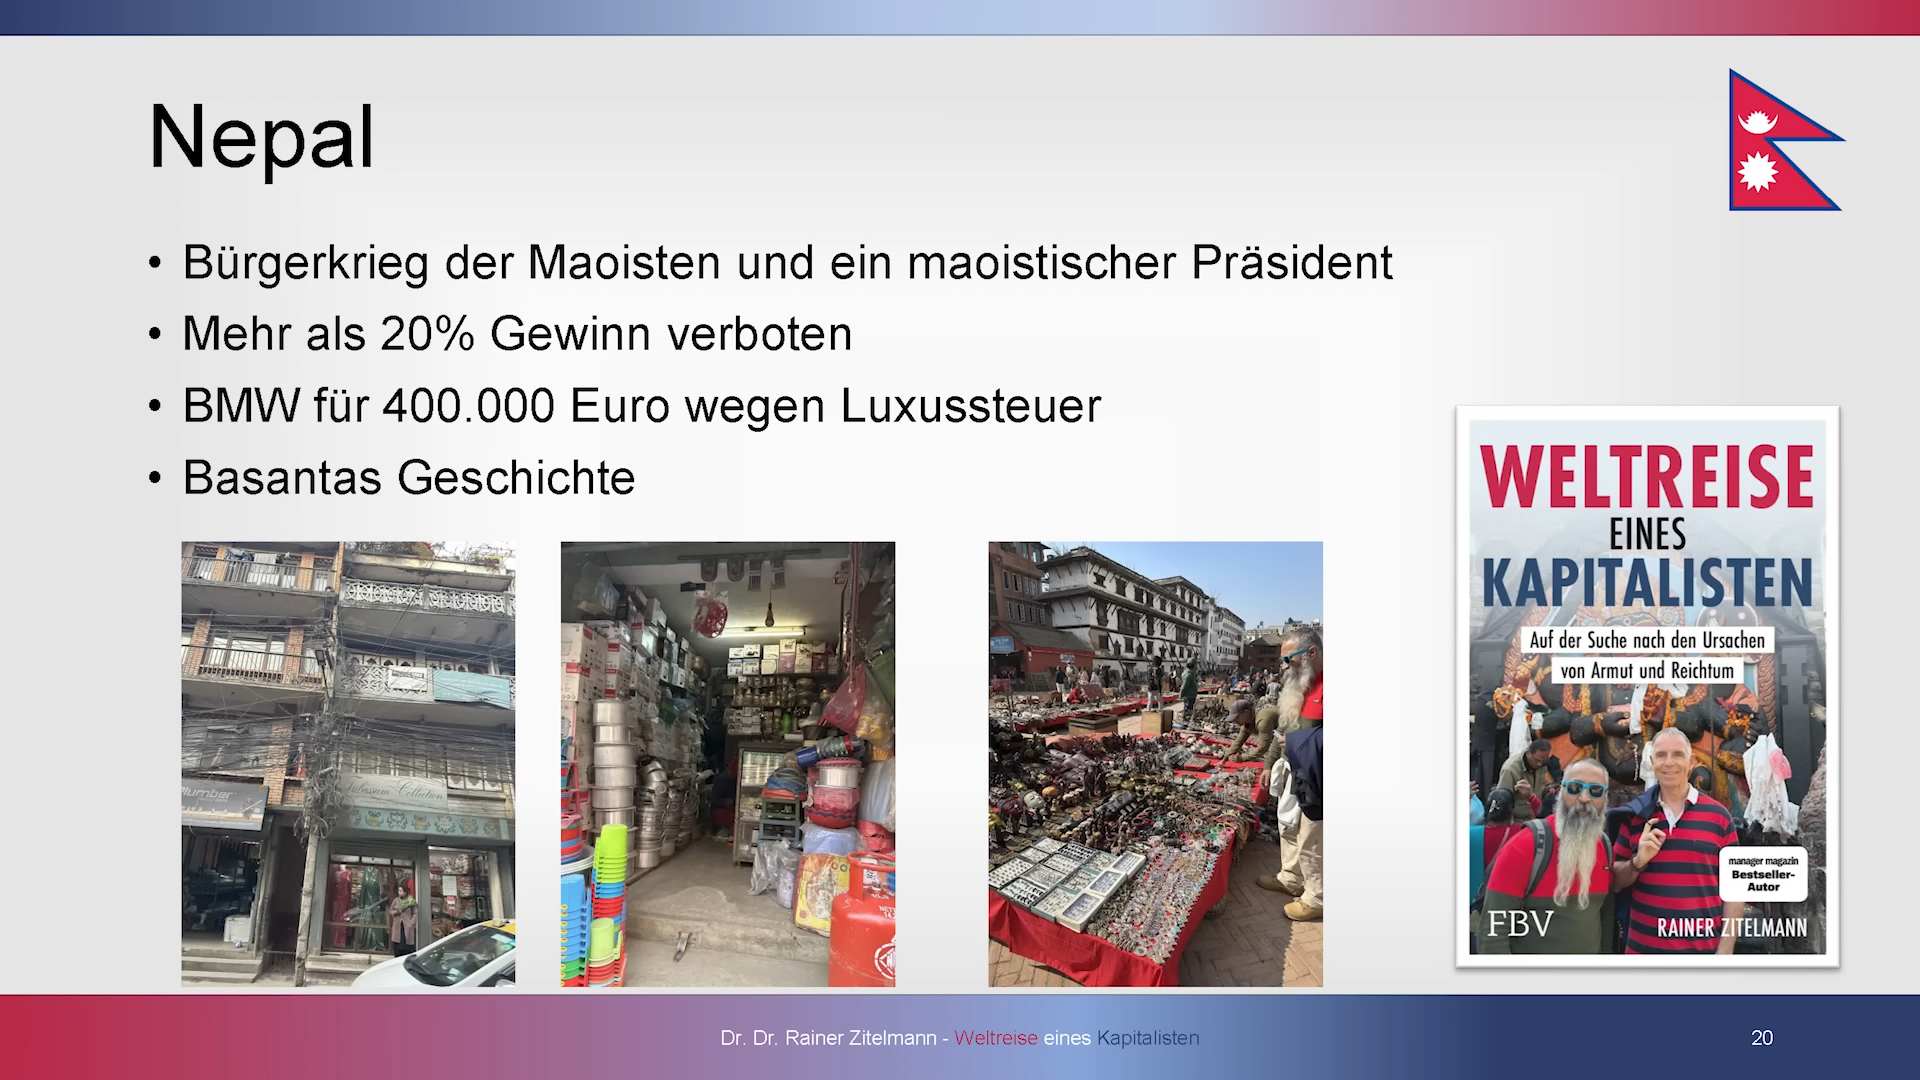 Nepal
• Bürgerkrieg der Maoisten und ein maoistischer Präsident
• Mehr als 20% Gewinn verboten
• BMW für 400.000 Euro wegen Luxussteuer
• Basantas Geschichte
Plumber
Collection
WELTREISE
EINES
KAPITALISTEN
Auf der Suche nach den Ursachen
von Armut und Reichtum
manager magazin
Bestseller-
Autor
FBV
RAINER ZITELMANN
Dr. Dr. Rainer Zitelmann - Weltreise eines Kapitalisten
20